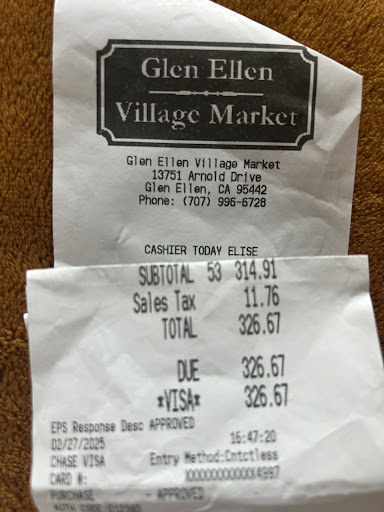 Glen Ellen
Village Market
Glen Ellen Village Market
13751 Arnold Drive
Glen Ellen, CA 95442
Phone: (707) 996-6728
CASHIER TODAY ELISE
SUBTOTAL 53 314.91
Sales Tax 11.76
TOTAL 326.67
DUE 326.67
*VISA* 326.67
EPS Response Desc APPROVED
02/27/2025 16:47:20
CHASE VISA Entry Method:Cntctless
CARD #: XXXXXXXXXXXX4997
PURCHASE - APPROVED
AUTH CODE